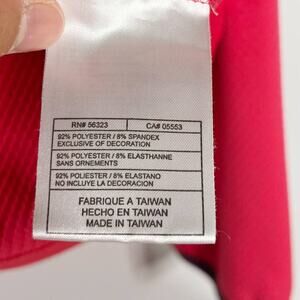 RN# 56323 CA# 05553
92% POLYESTER / 8% SPANDEX
EXCLUSIVE OF DECORATION
92% POLYESTER / 8% ELASTHANNE
SANS ORNEMENTS
92% POLIESTER / 8% ELASTANO
NO INCLUYE LA DECORACION
FABRIQUE A TAIWAN
HECHO EN TAIWAN
MADE IN TAIWAN